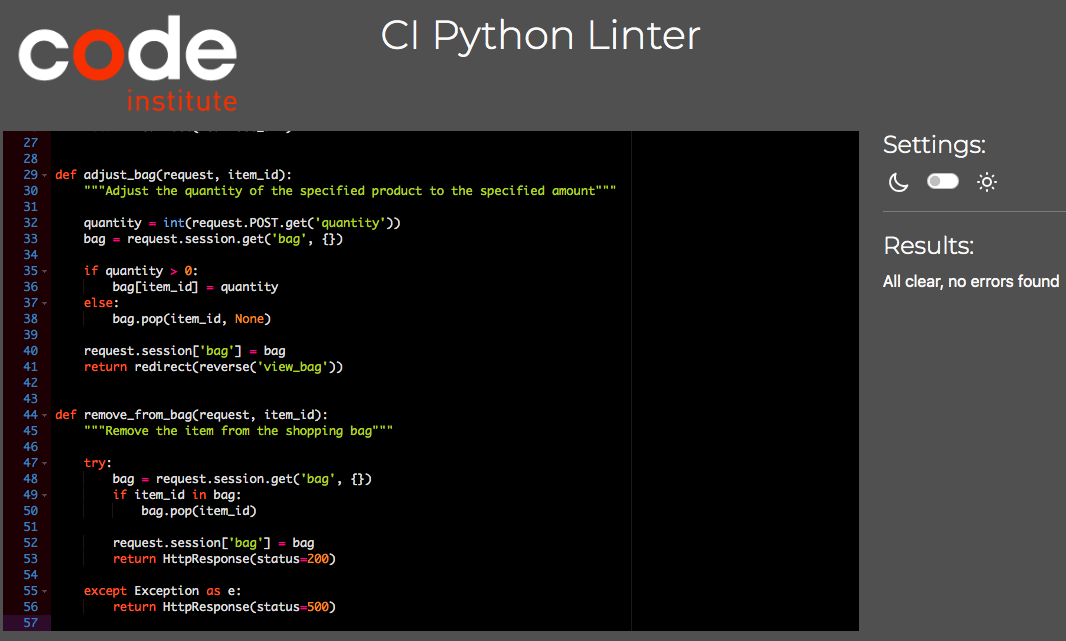 code
institute
CI Python Linter
27
28
29 def adjust_bag(request, item_id):
30 """Adjust the quantity of the specified product to the specified amount"""
31
32 quantity = int(request.POST.get('quantity'))
33 bag = request.session.get('bag', {})
34
35 if quantity > 0:
36 bag[item_id] = quantity
37 else:
38 bag.pop(item_id, None)
39
40 request.session['bag'] = bag
41 return redirect(reverse('view_bag'))
42
43
44 def remove_from_bag(request, item_id):
45 """Remove the item from the shopping bag"""
46
47 try:
48 bag = request.session.get('bag', {})
49 if item_id in bag:
50 bag.pop(item_id)
51
52 request.session['bag'] = bag
53 return HttpResponse(status=200)
54
55 except Exception as e:
56 return HttpResponse(status=500)
57
Settings:
Results:
All clear, no errors found